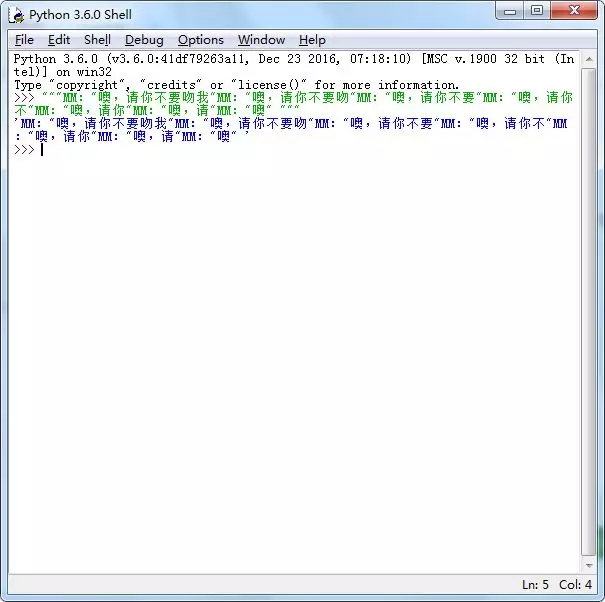 Python 3.6.0 Shell
File Edit Shell Debug Options Window Help
Python 3.6.0 (v3.6.0:41df79263a11, Dec 23 2016, 07:18:10) [MSC v.1900 32 bit (In
tel)] on win32
Type "copyright", "credits" or "license()" for more information.
>>> """MM: "噢，请你不要吻我"MM: "噢，请你不要吻"MM: "噢，请你不要"MM: "噢，请你
不"MM: "噢，请你"MM: "噢，请"MM: "噢" """
'MM: "噢，请你不要吻我"MM: "噢，请你不要吻"MM: "噢，请你不要"MM: "噢，请你不"MM
: "噢，请你"MM: "噢，请"MM: "噢" '
>>>
Ln: 5 Col: 4